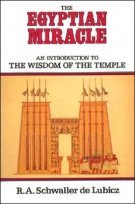 THE
EGYPTIAN
MIRACLE
AN INTRODUCTION TO
THE WISDOM OF THE TEMPLE
R.A. Schwaller de Lubicz